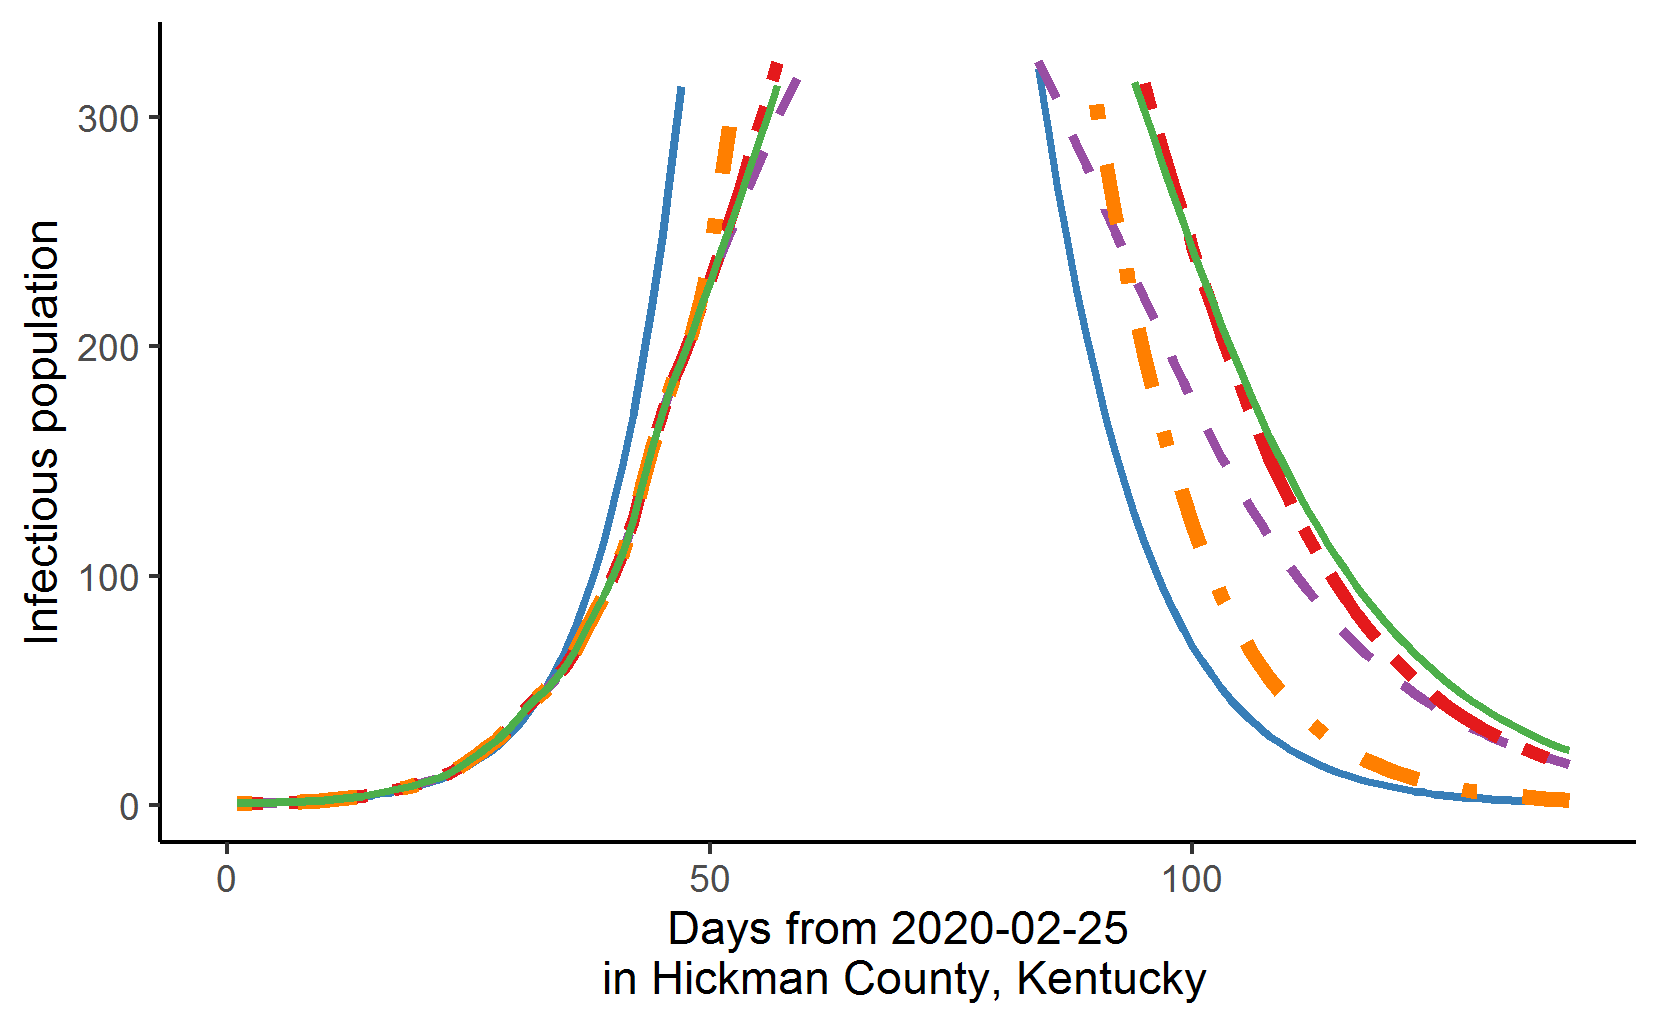 Infectious population
300
200
100
0
0 50 100
Days from 2020-02-25
in Hickman County, Kentucky